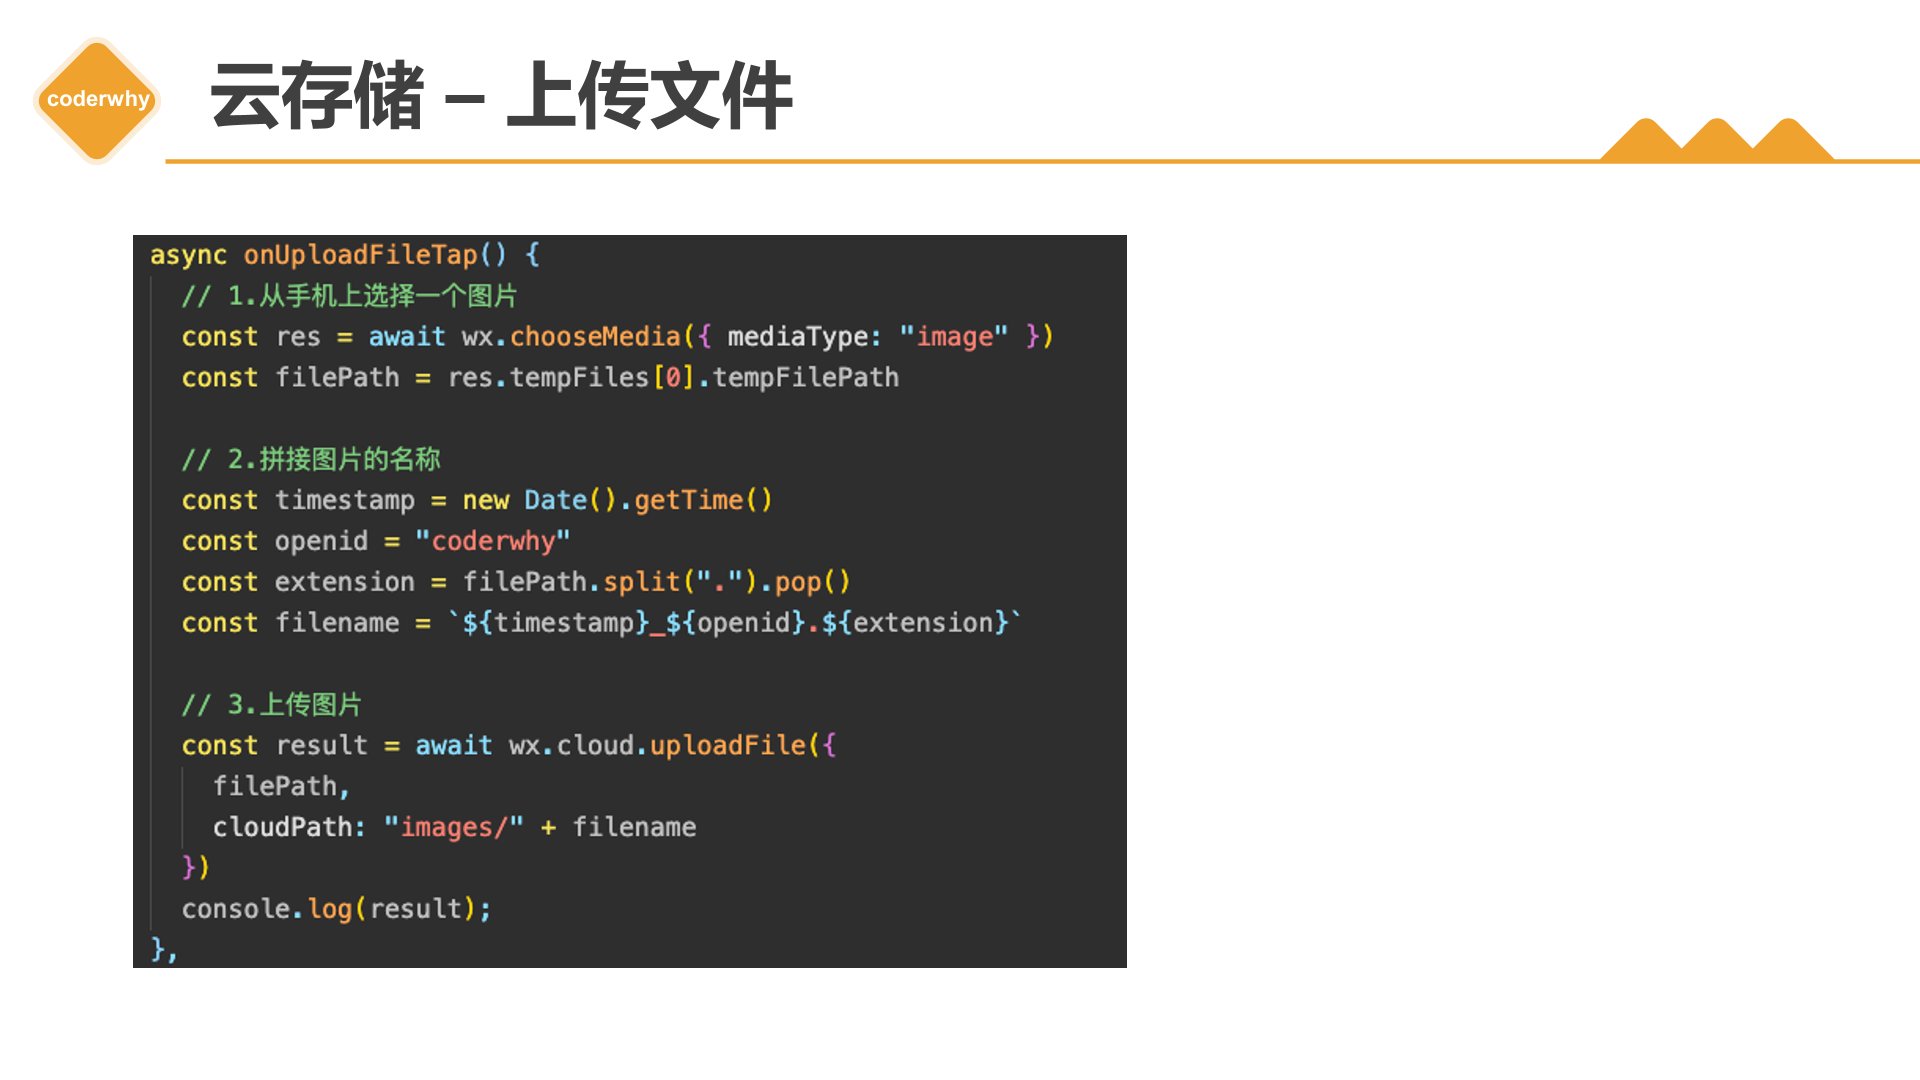 coderwhy
云存储 – 上传文件
async onUploadFileTap() {
// 1.从手机上选择一个图片
const res = await wx.chooseMedia({ mediaType: "image" })
const filePath = res.tempFiles[0].tempFilePath
// 2.拼接图片的名称
const timestamp = new Date().getTime()
const openid = "coderwhy"
const extension = filePath.split(".").pop()
const filename = `${timestamp}_${openid}.${extension}`
// 3.上传图片
const result = await wx.cloud.uploadFile({
filePath,
cloudPath: "images/" + filename
})
console.log(result);
},